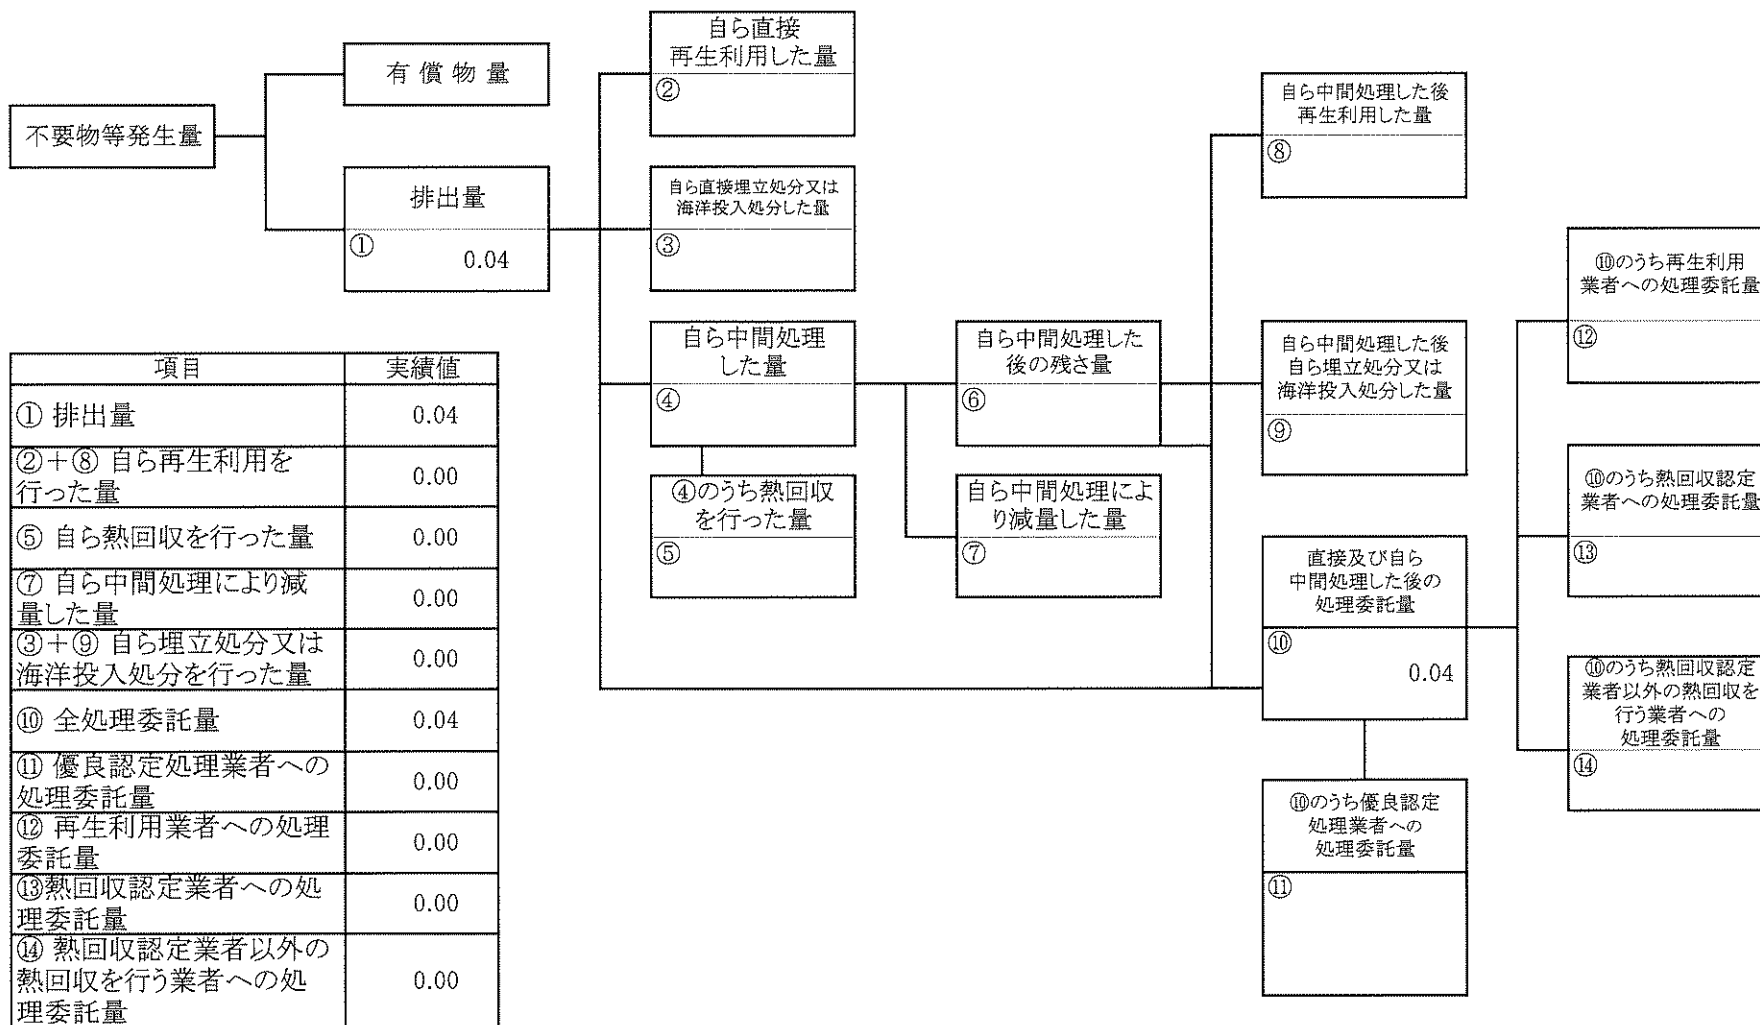 不要物等発生量
有償物量
排出量
①
0.04
自ら直接
再生利用した量
②
自ら直接埋立処分又は
海洋投入処分した量
③
自ら中間処理
した量
④
④のうち熱回収
を行った量
⑤
自ら中間処理した
後の残さ量
⑥
自ら中間処理によ
り減量した量
⑦
自ら中間処理した後
再生利用した量
⑧
自ら中間処理した後
自ら埋立処分又は
海洋投入処分した量
⑨
直接及び自ら
中間処理した後の
処理委託量
⑩
0.04
⑩のうち優良認定
処理業者への
処理委託量
⑪
⑩のうち再生利用
業者への処理委託量
⑫
⑩のうち熱回収認定
業者への処理委託量
⑬
⑩のうち熱回収認定
業者以外の熱回収を
行う業者への
処理委託量
⑭
項目 実績値
① 排出量 0.04
②+⑧ 自ら再生利用を
行った量 0.00
⑤ 自ら熱回収を行った量 0.00
⑦ 自ら中間処理により減
量した量 0.00
③+⑨ 自ら埋立処分又は
海洋投入処分を行った量 0.00
⑩ 全処理委託量 0.04
⑪ 優良認定処理業者への
処理委託量 0.00
⑫ 再生利用業者への処理
委託量 0.00
⑬熱回収認定業者への処
理委託量 0.00
⑭ 熱回収認定業者以外の
熱回収を行う業者への処
理委託量 0.00